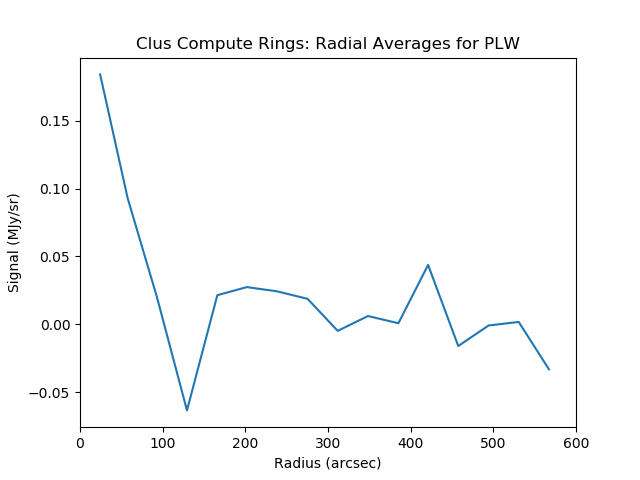 Clus Compute Rings: Radial Averages for PLW
Signal (MJy/sr)
0.15
0.10
0.05
0.00
−0.05
0 100 200 300 400 500 600
Radius (arcsec)